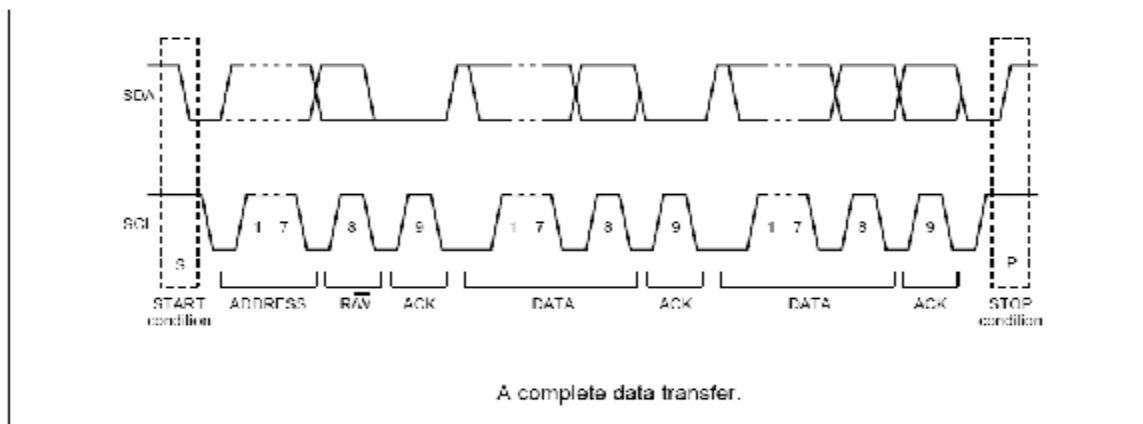 SDA
SCL
1 7 8 9 1 7 8 9 1 7 8 9
S P
START condition
ADDRESS
R/W
ACK
DATA
ACK
DATA
ACK
STOP condition
A complete data transfer.